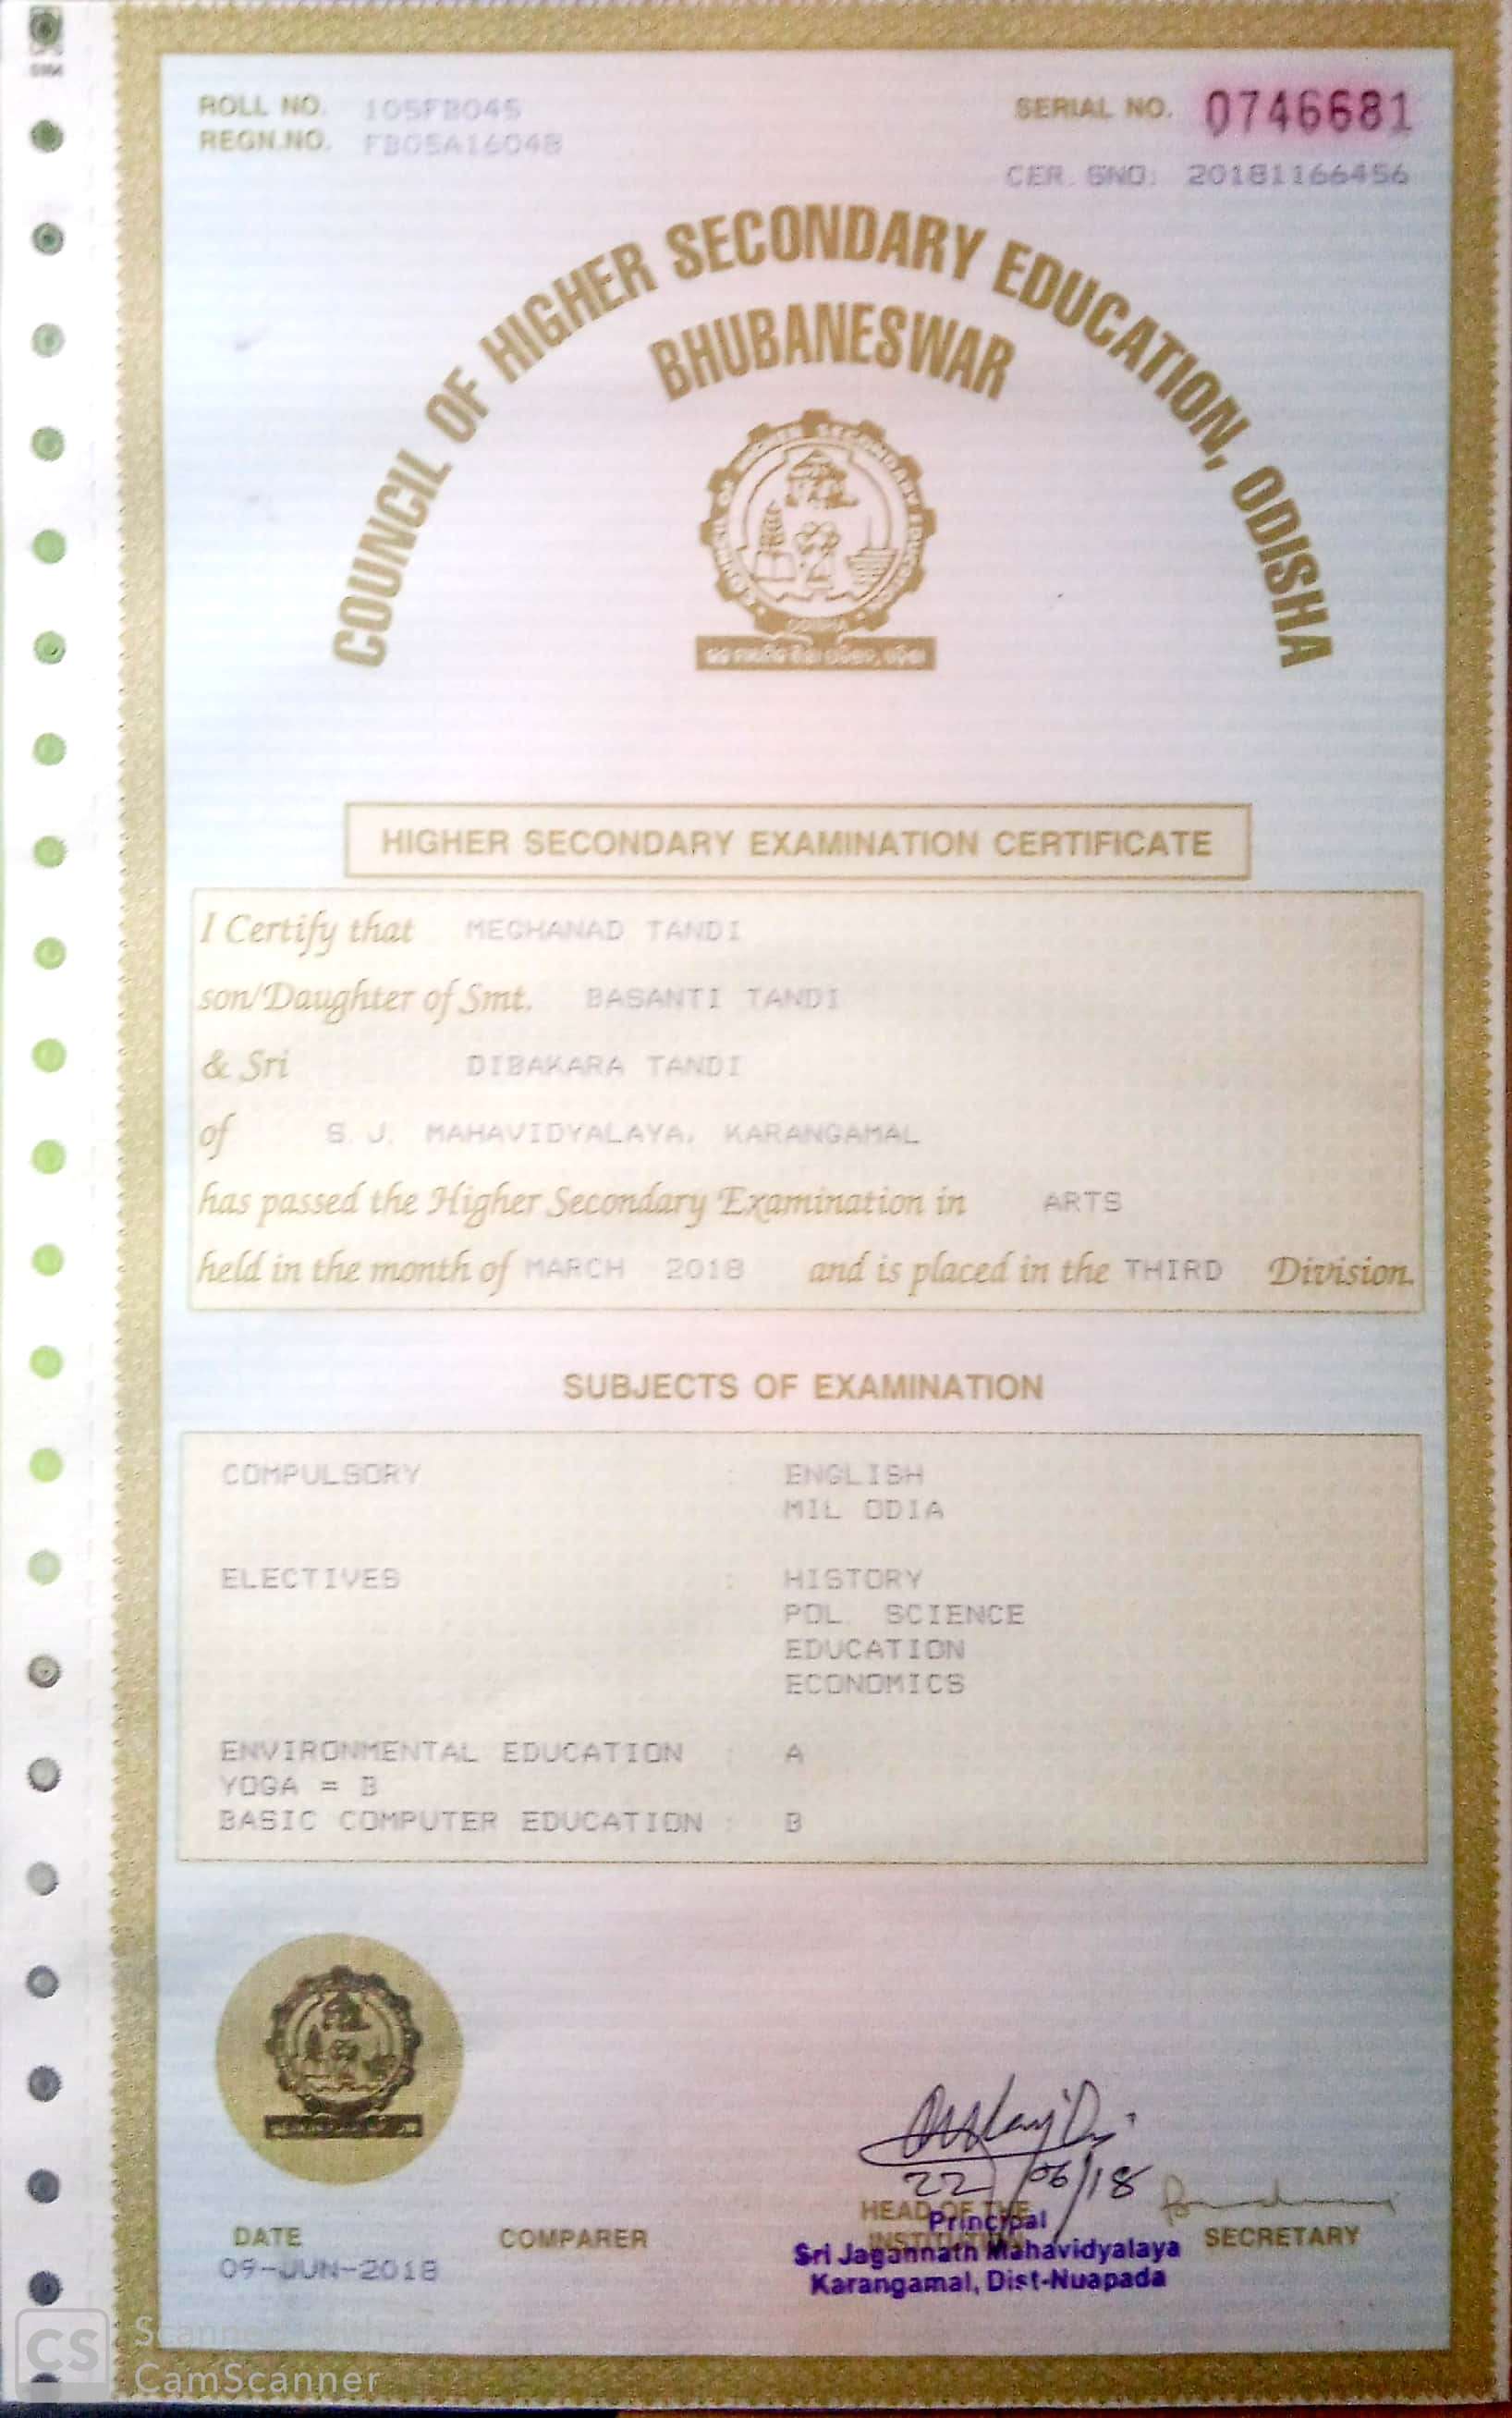 ROLL NO. 105FB045
REGN.NO. FB05A16048
SERIAL NO. 0746681
CER. SNO: 20181166456
COUNCIL OF HIGHER SECONDARY EDUCATION, ODISHA
BHUBANESWAR
HIGHER SECONDARY EXAMINATION CERTIFICATE
I Certify that MEGHANAD TANDI
son/Daughter of Smt. BASANTI TANDI
& Sri DIBAKARA TANDI
of S. J. MAHAVIDYALAYA, KARANGAMAL
has passed the Higher Secondary Examination in ARTS
held in the month of MARCH 2018 and is placed in the THIRD Division.
SUBJECTS OF EXAMINATION
COMPULSORY : ENGLISH
MIL ODIA
ELECTIVES : HISTORY
POL. SCIENCE
EDUCATION
ECONOMICS
ENVIRONMENTAL EDUCATION : A
YOGA = B
BASIC COMPUTER EDUCATION : B
22/06/18
HEAD OF THE
INSTITUTION
Principal
Sri Jagannath Mahavidyalaya
Karangamal, Dist-Nuapada
SECRETARY
COMPARER
DATE
09-JUN-2018
CS Scanned with
CamScanner